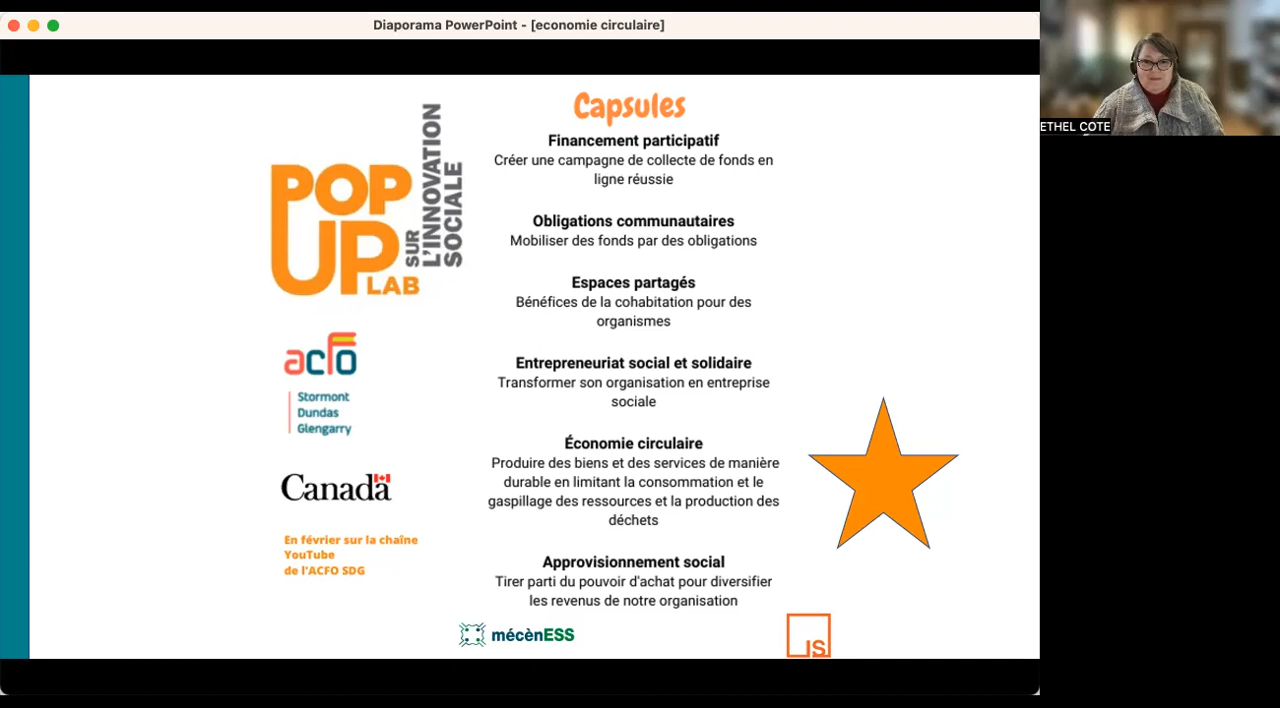 Diaporama PowerPoint - [economie circulaire]
ETHEL COTE
POP
UP
LAB
SUR
L'INNOVATION
SOCIALE
acfo
Stormont
Dundas
Glengarry
Canada
En février sur la chaîne
YouTube
de l'ACFO SDG
Capsules
Financement participatif
Créer une campagne de collecte de fonds en
ligne réussie
Obligations communautaires
Mobiliser des fonds par des obligations
Espaces partagés
Bénéfices de la cohabitation pour des
organismes
Entrepreneuriat social et solidaire
Transformer son organisation en entreprise
sociale
Économie circulaire
Produire des biens et des services de manière
durable en limitant la consommation et le
gaspillage des ressources et la production des
déchets
Approvisionnement social
Tirer parti du pouvoir d'achat pour diversifier
les revenus de notre organisation
mécènESS
IS